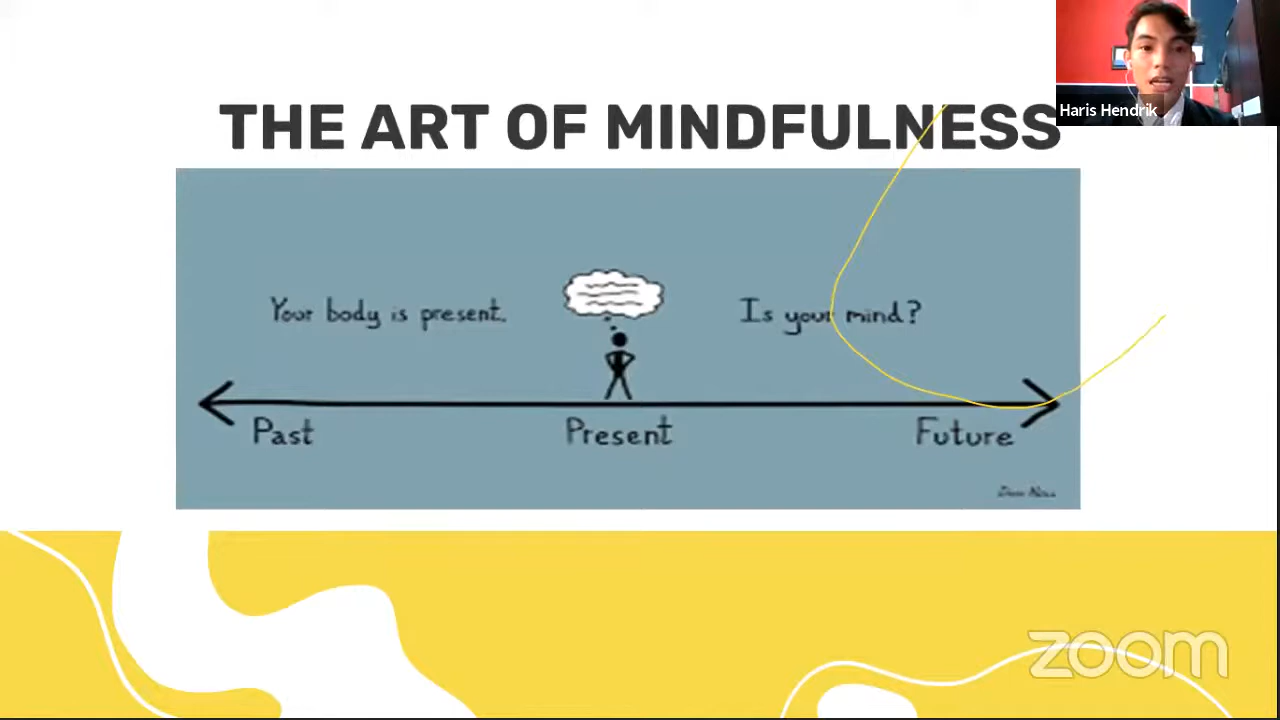 Haris Hendrik
THE ART OF MINDFULNESS
Your body is present.
Is your mind?
Past
Present
Future
zoom